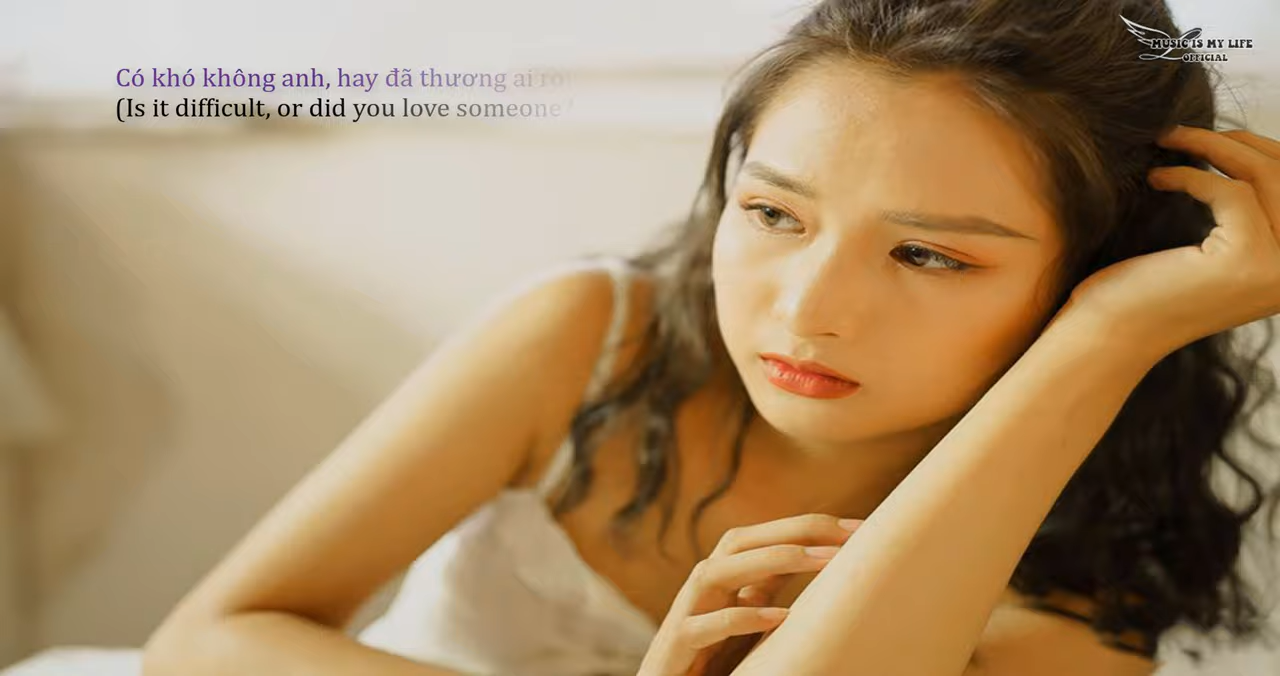 Có khó không anh, hay đã thương ai rồi
(Is it difficult, or did you love someone?
MUSIC IS MY LIFE
OFFICIAL